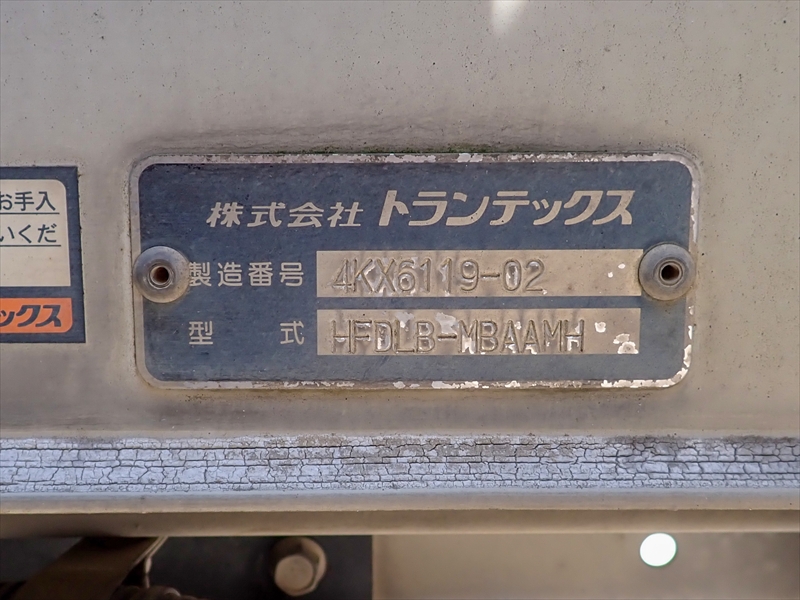 お手入
いくだ
ックス
株式会社 トランテックス
製造番号 4KX6119-02
型 式 HFDLB-MBAAMH